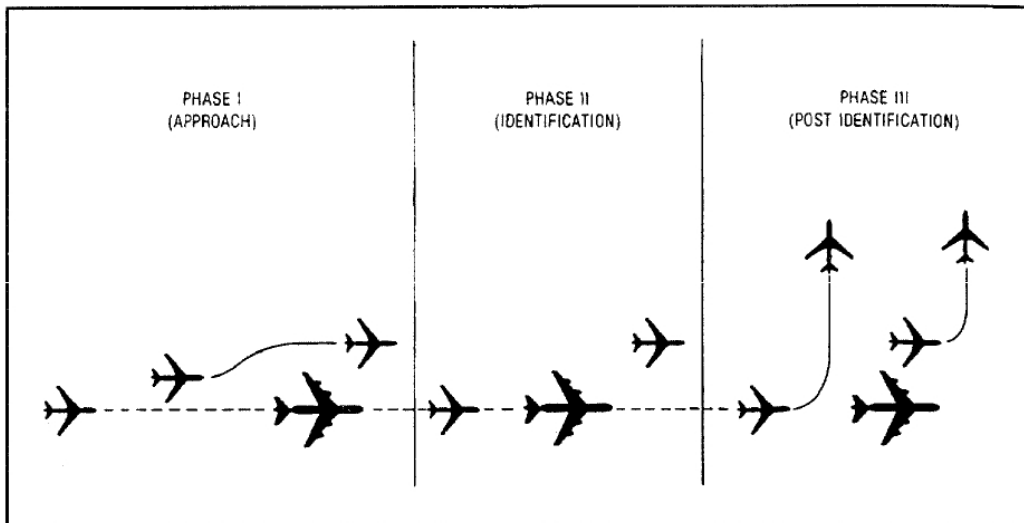 PHASE I
(APPROACH)
PHASE II
(IDENTIFICATION)
PHASE III
(POST IDENTIFICATION)